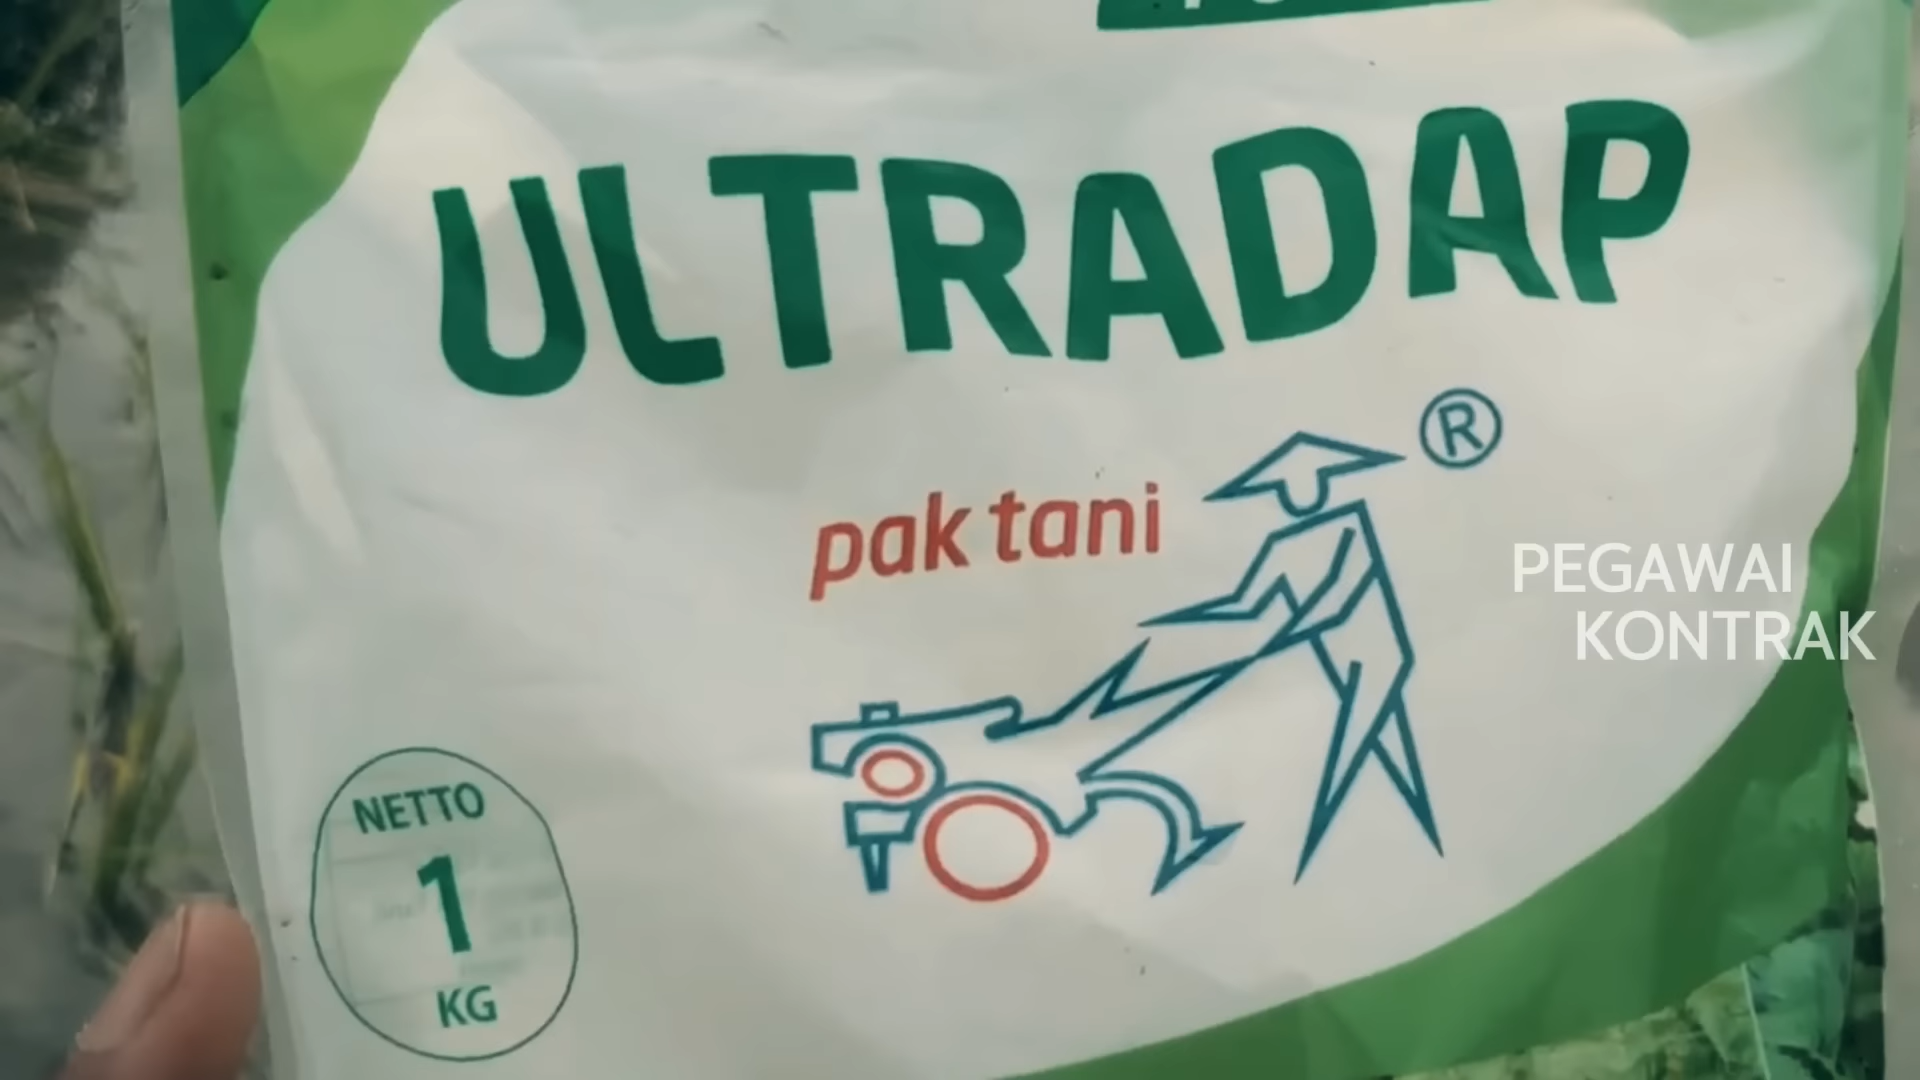 ULTRADAP
®
pak tani
PEGAWAI
KONTRAK
NETTO
1
KG